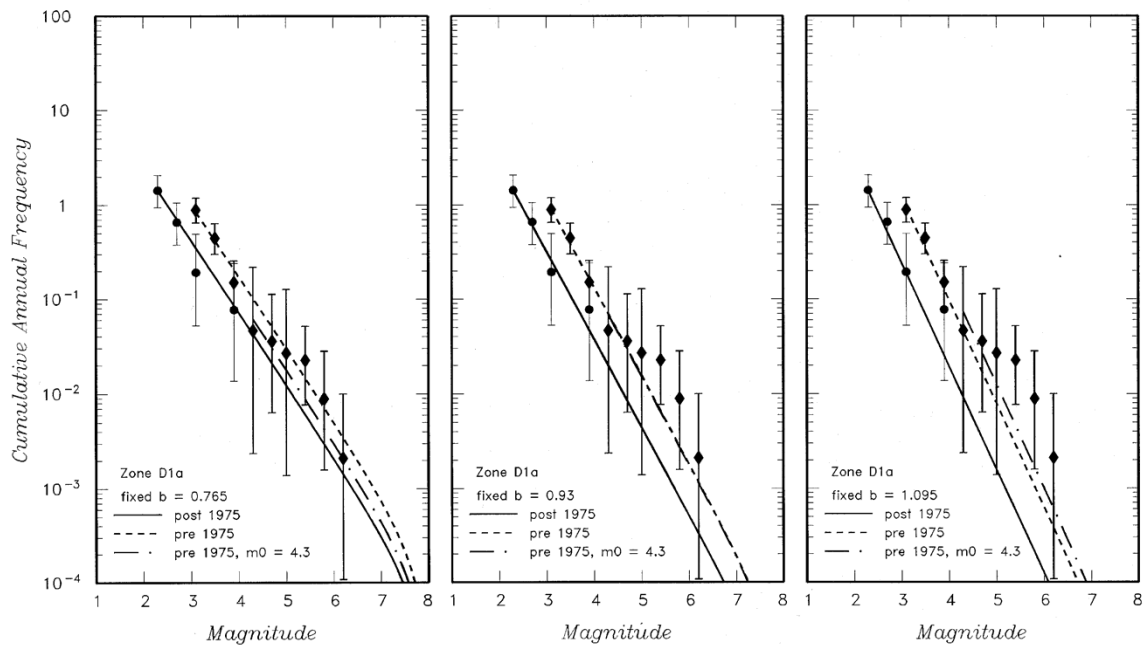 Cumulative Annual Frequency
100
10
1
10⁻¹
10⁻²
10⁻³
10⁻⁴
Zone D1a
fixed b = 0.765
post 1975
pre 1975
pre 1975, m0 = 4.3
1 2 3 4 5 6 7 8
Magnitude
Zone D1a
fixed b = 0.93
post 1975
pre 1975
pre 1975, m0 = 4.3
1 2 3 4 5 6 7 8
Magnitude
Zone D1a
fixed b = 1.095
post 1975
pre 1975
pre 1975, m0 = 4.3
1 2 3 4 5 6 7 8
Magnitude